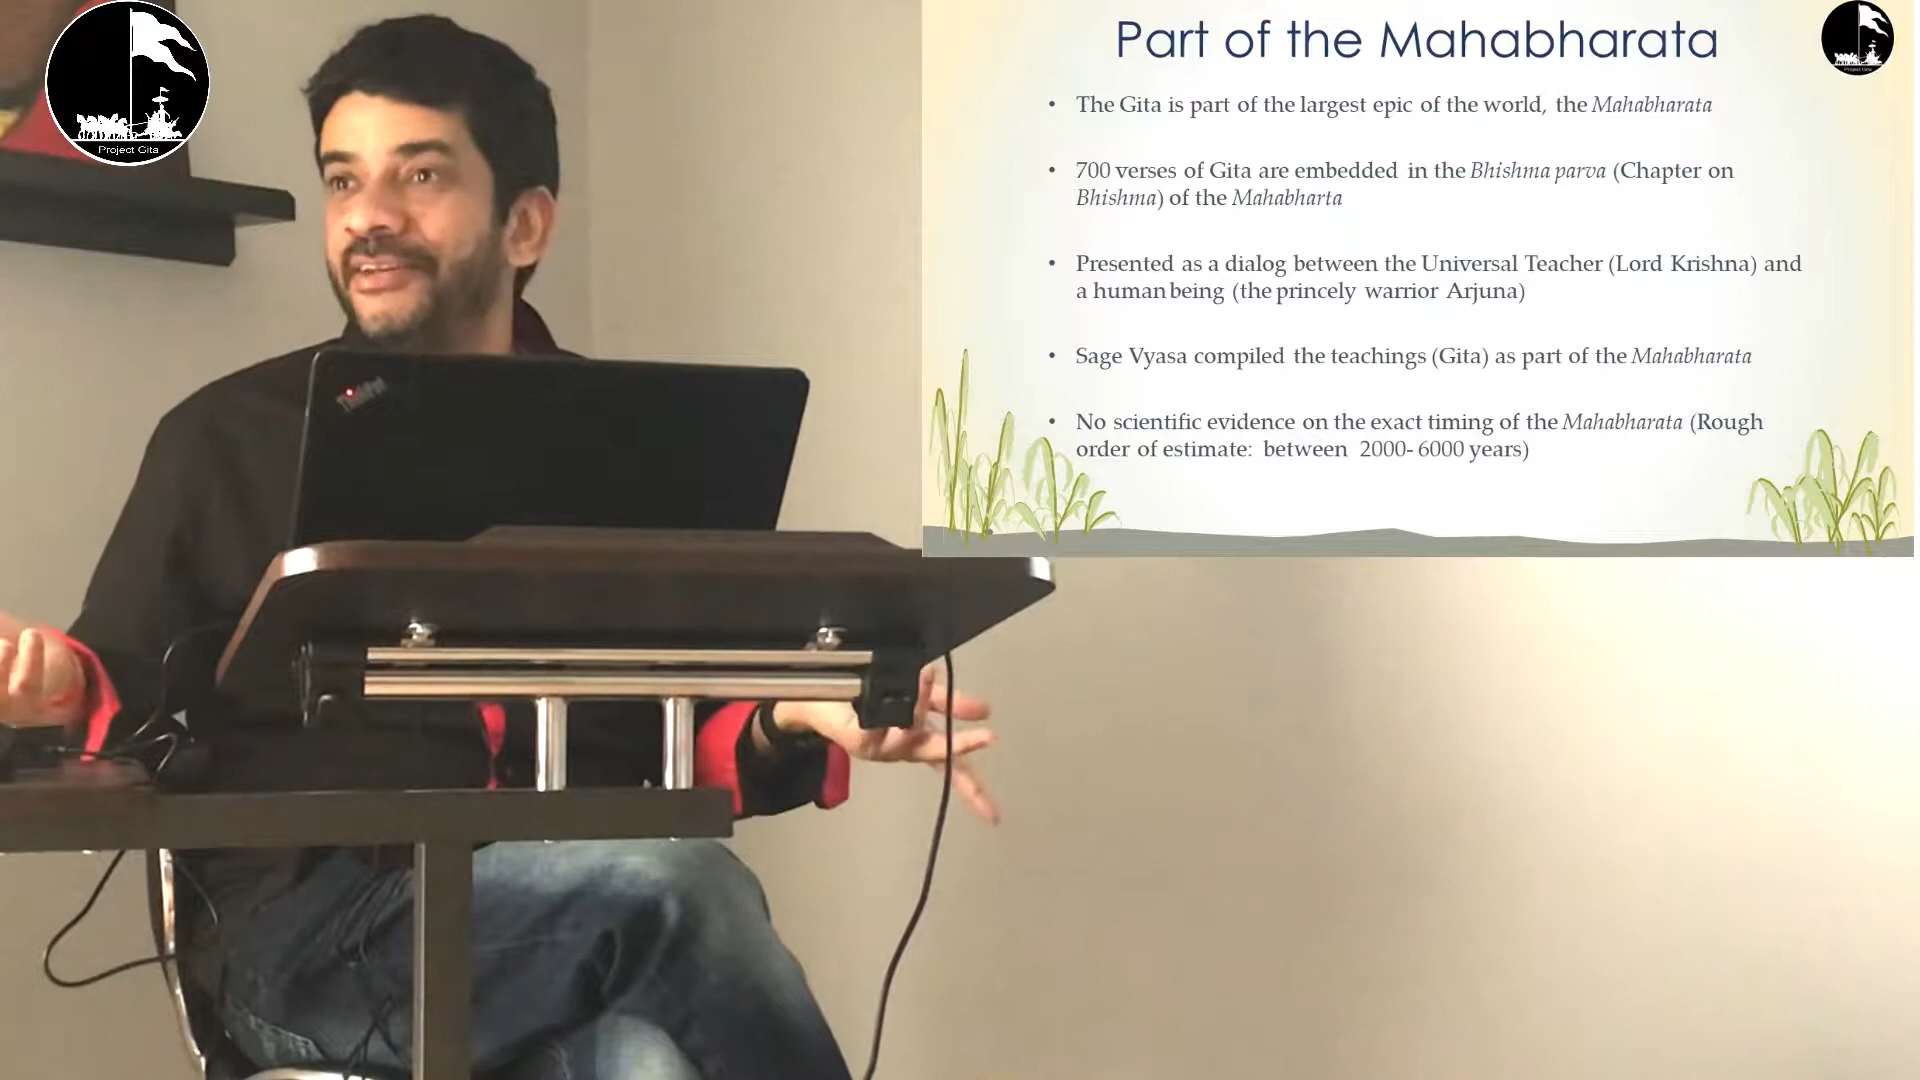 Project Gita
Part of the Mahabharata
• The Gita is part of the largest epic of the world, the Mahabharata
• 700 verses of Gita are embedded in the Bhishma parva (Chapter on
Bhishma) of the Mahabharta
• Presented as a dialog between the Universal Teacher (Lord Krishna) and
a human being (the princely warrior Arjuna)
• Sage Vyasa compiled the teachings (Gita) as part of the Mahabharata
• No scientific evidence on the exact timing of the Mahabharata (Rough
order of estimate: between 2000- 6000 years)
Project Gita
ThinkPad